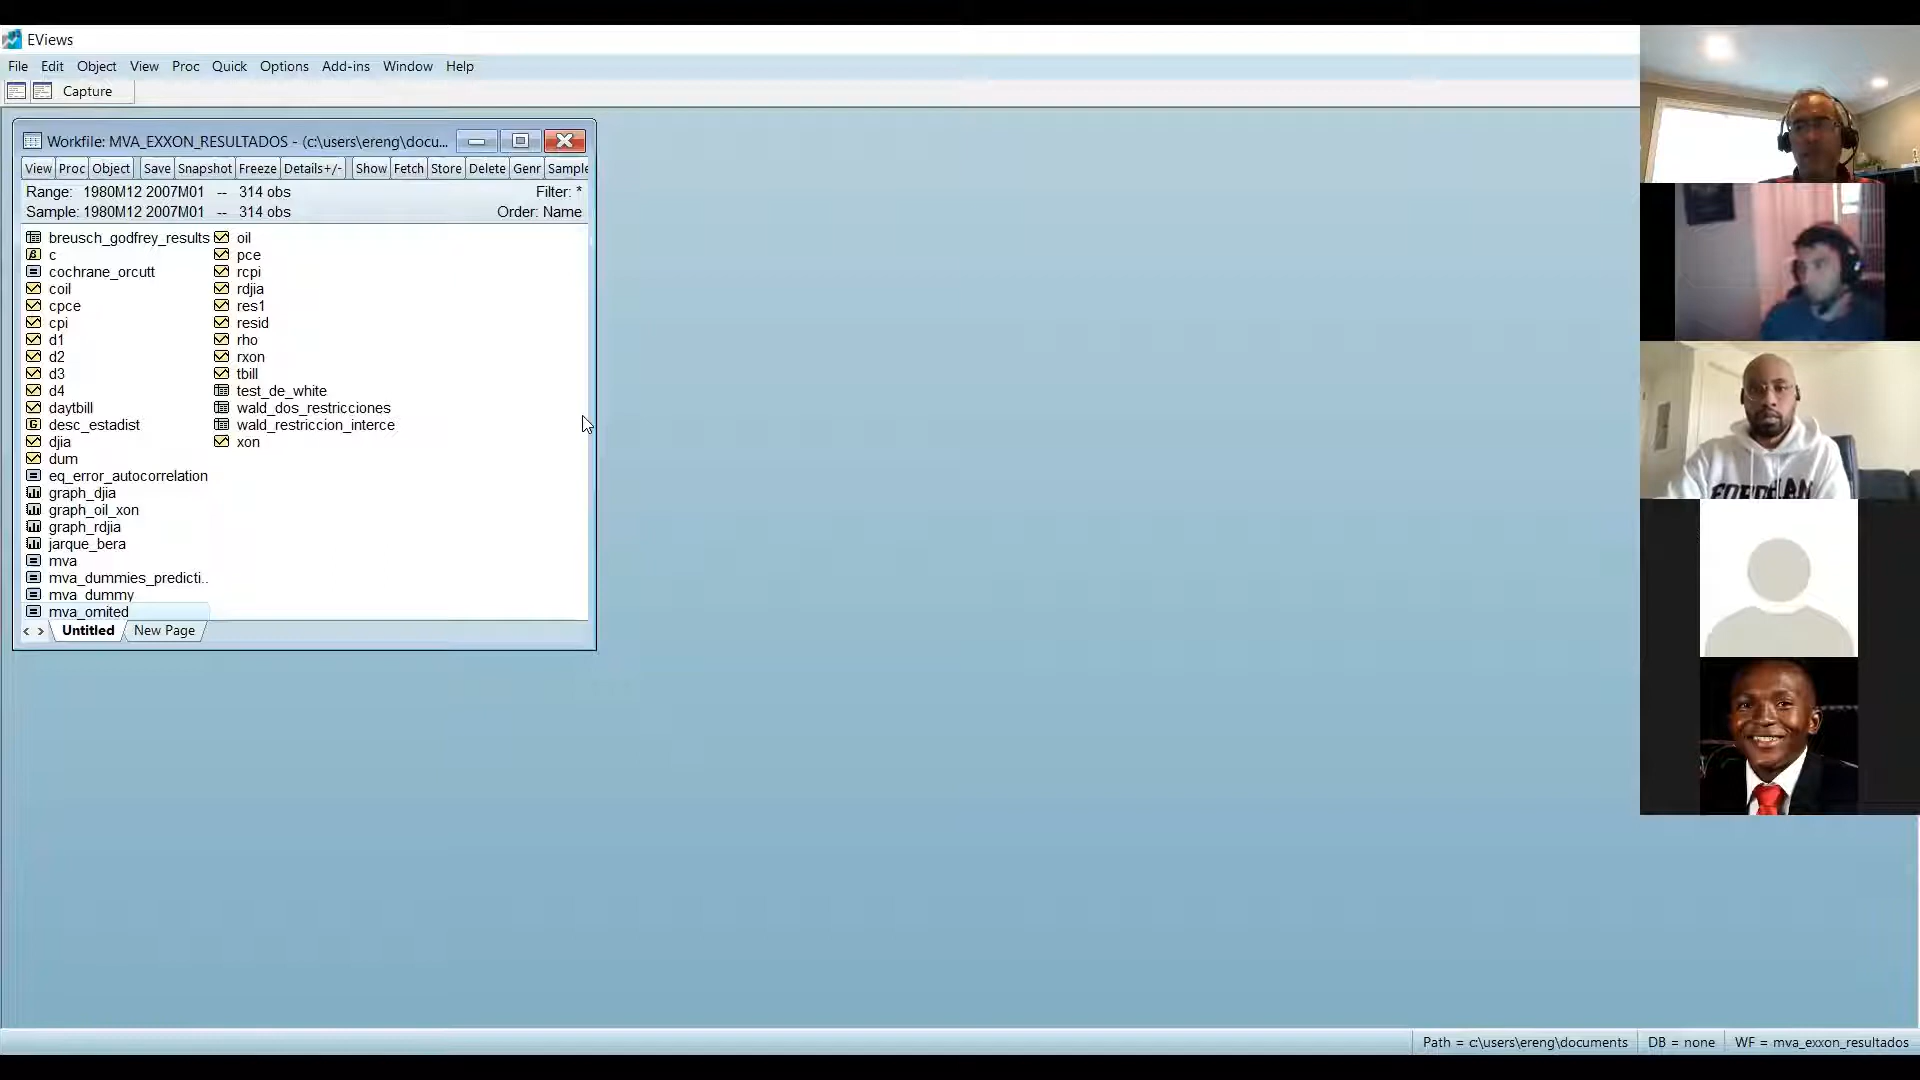 EViews
File Edit Object View Proc Quick Options Add-ins Window Help
Capture
Workfile: MVA_EXXON_RESULTADOS - (c:\users\ereng\docu...
View Proc Object Save Snapshot Freeze Details+/- Show Fetch Store Delete Genr Sample
Range: 1980M12 2007M01 -- 314 obs Filter: *
Sample: 1980M12 2007M01 -- 314 obs Order: Name
breusch_godfrey_results
c
cochrane_orcutt
coil
cpce
cpi
d1
d2
d3
d4
daytbill
desc_estadist
djia
dum
eq_error_autocorrelation
graph_djia
graph_oil_xon
graph_rdjia
jarque_bera
mva
mva_dummies_predicti..
mva_dummy
mva_omited
oil
pce
rcpi
rdjia
res1
resid
rho
rxon
tbill
test_de_white
wald_dos_restricciones
wald_restriccion_interce
xon
Untitled New Page
Path = c:\users\ereng\documents DB = none WF = mva_exxon_resultados